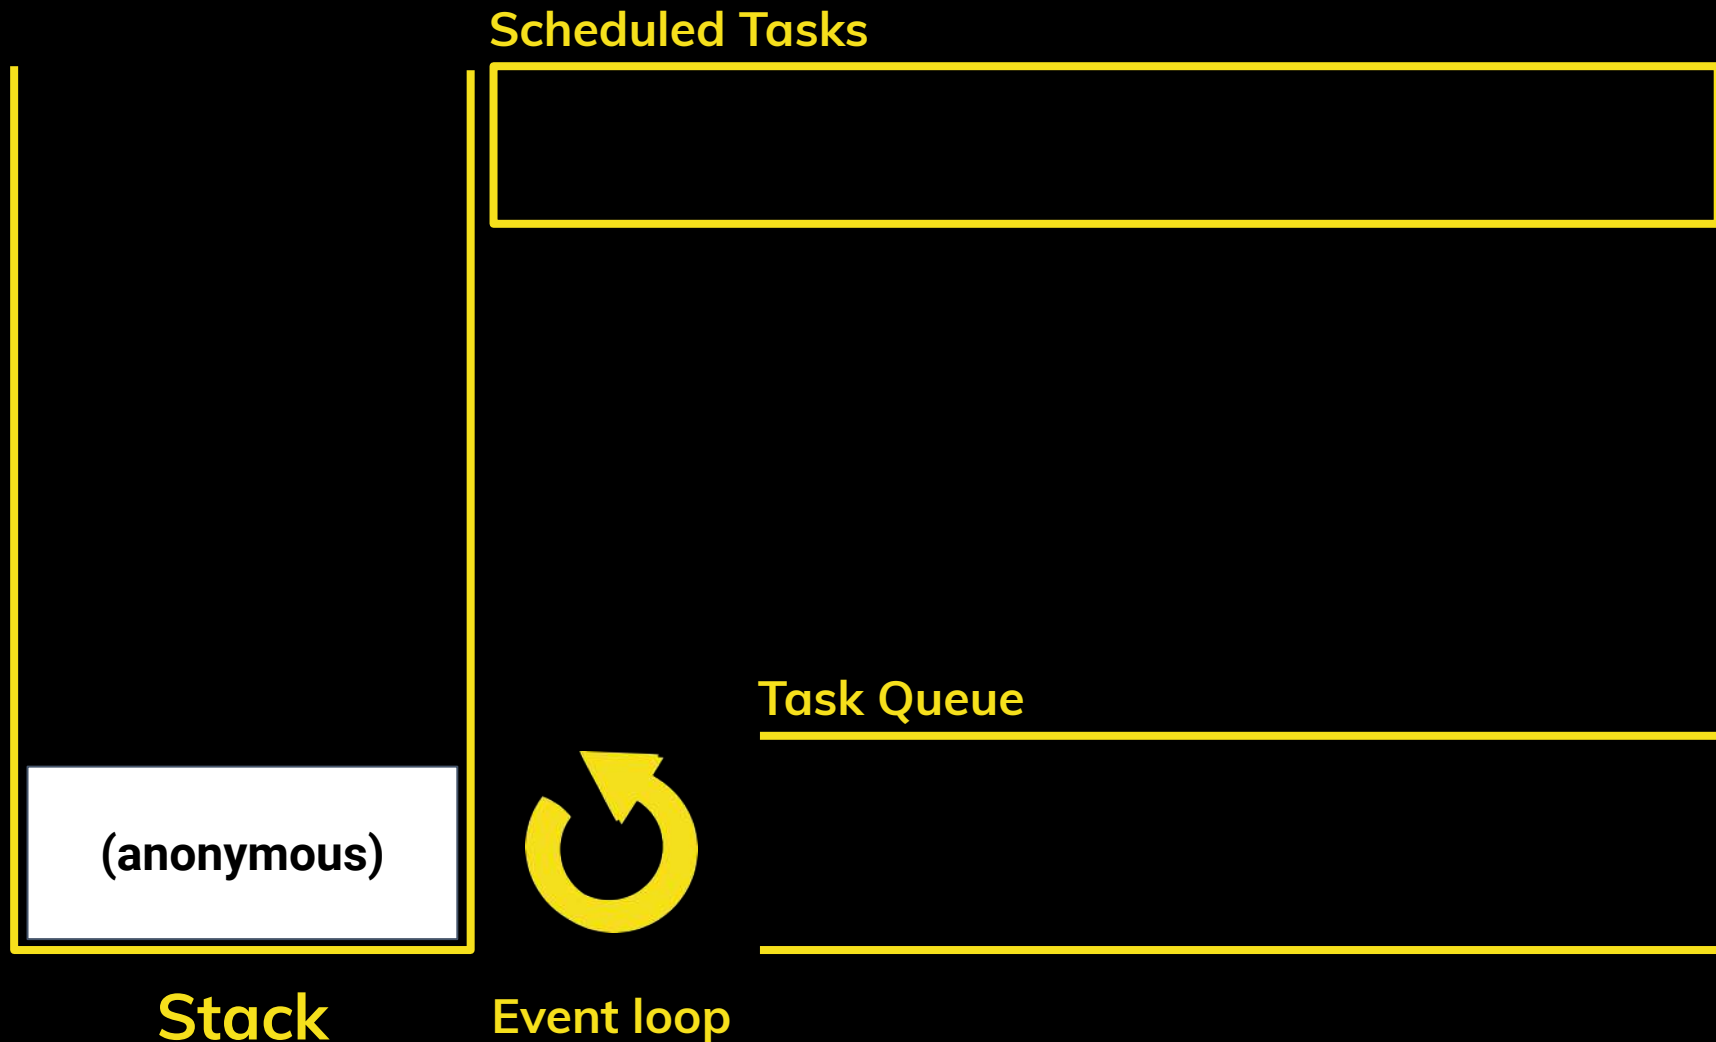 Scheduled Tasks
Task Queue
(anonymous)
Stack
Event loop